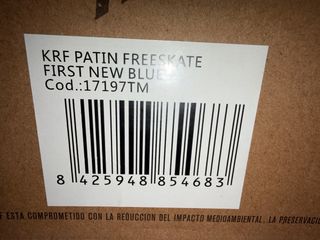 KRF PATIN FREESKATE
FIRST NEW BLUE
Cod.:17197TM
8 425948 854683
F ESTA COMPROMETIDO CON LA REDUCCION DEL IMPACTO MEDIOAMBIENTAL. LA PRESERVACI